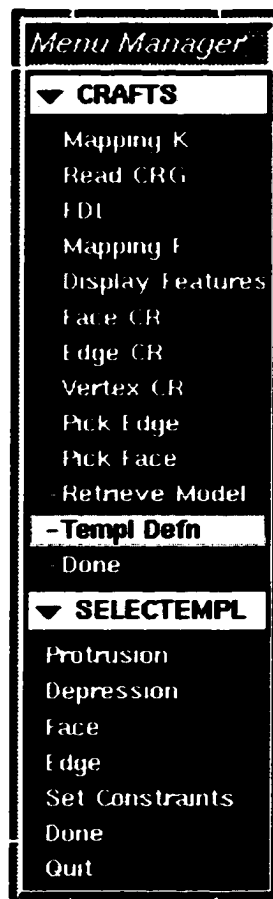 Menu Manager
CRAFTS
Mapping K
Read CRG
FDI
Mapping F
Display Features
Face CR
Edge CR
Vertex CR
Pick Edge
Pick Face
-Retrieve Model
-Templ Defn
-Done
SELECTEMPL
Protrusion
Depression
Face
Edge
Set Constraints
Done
Quit